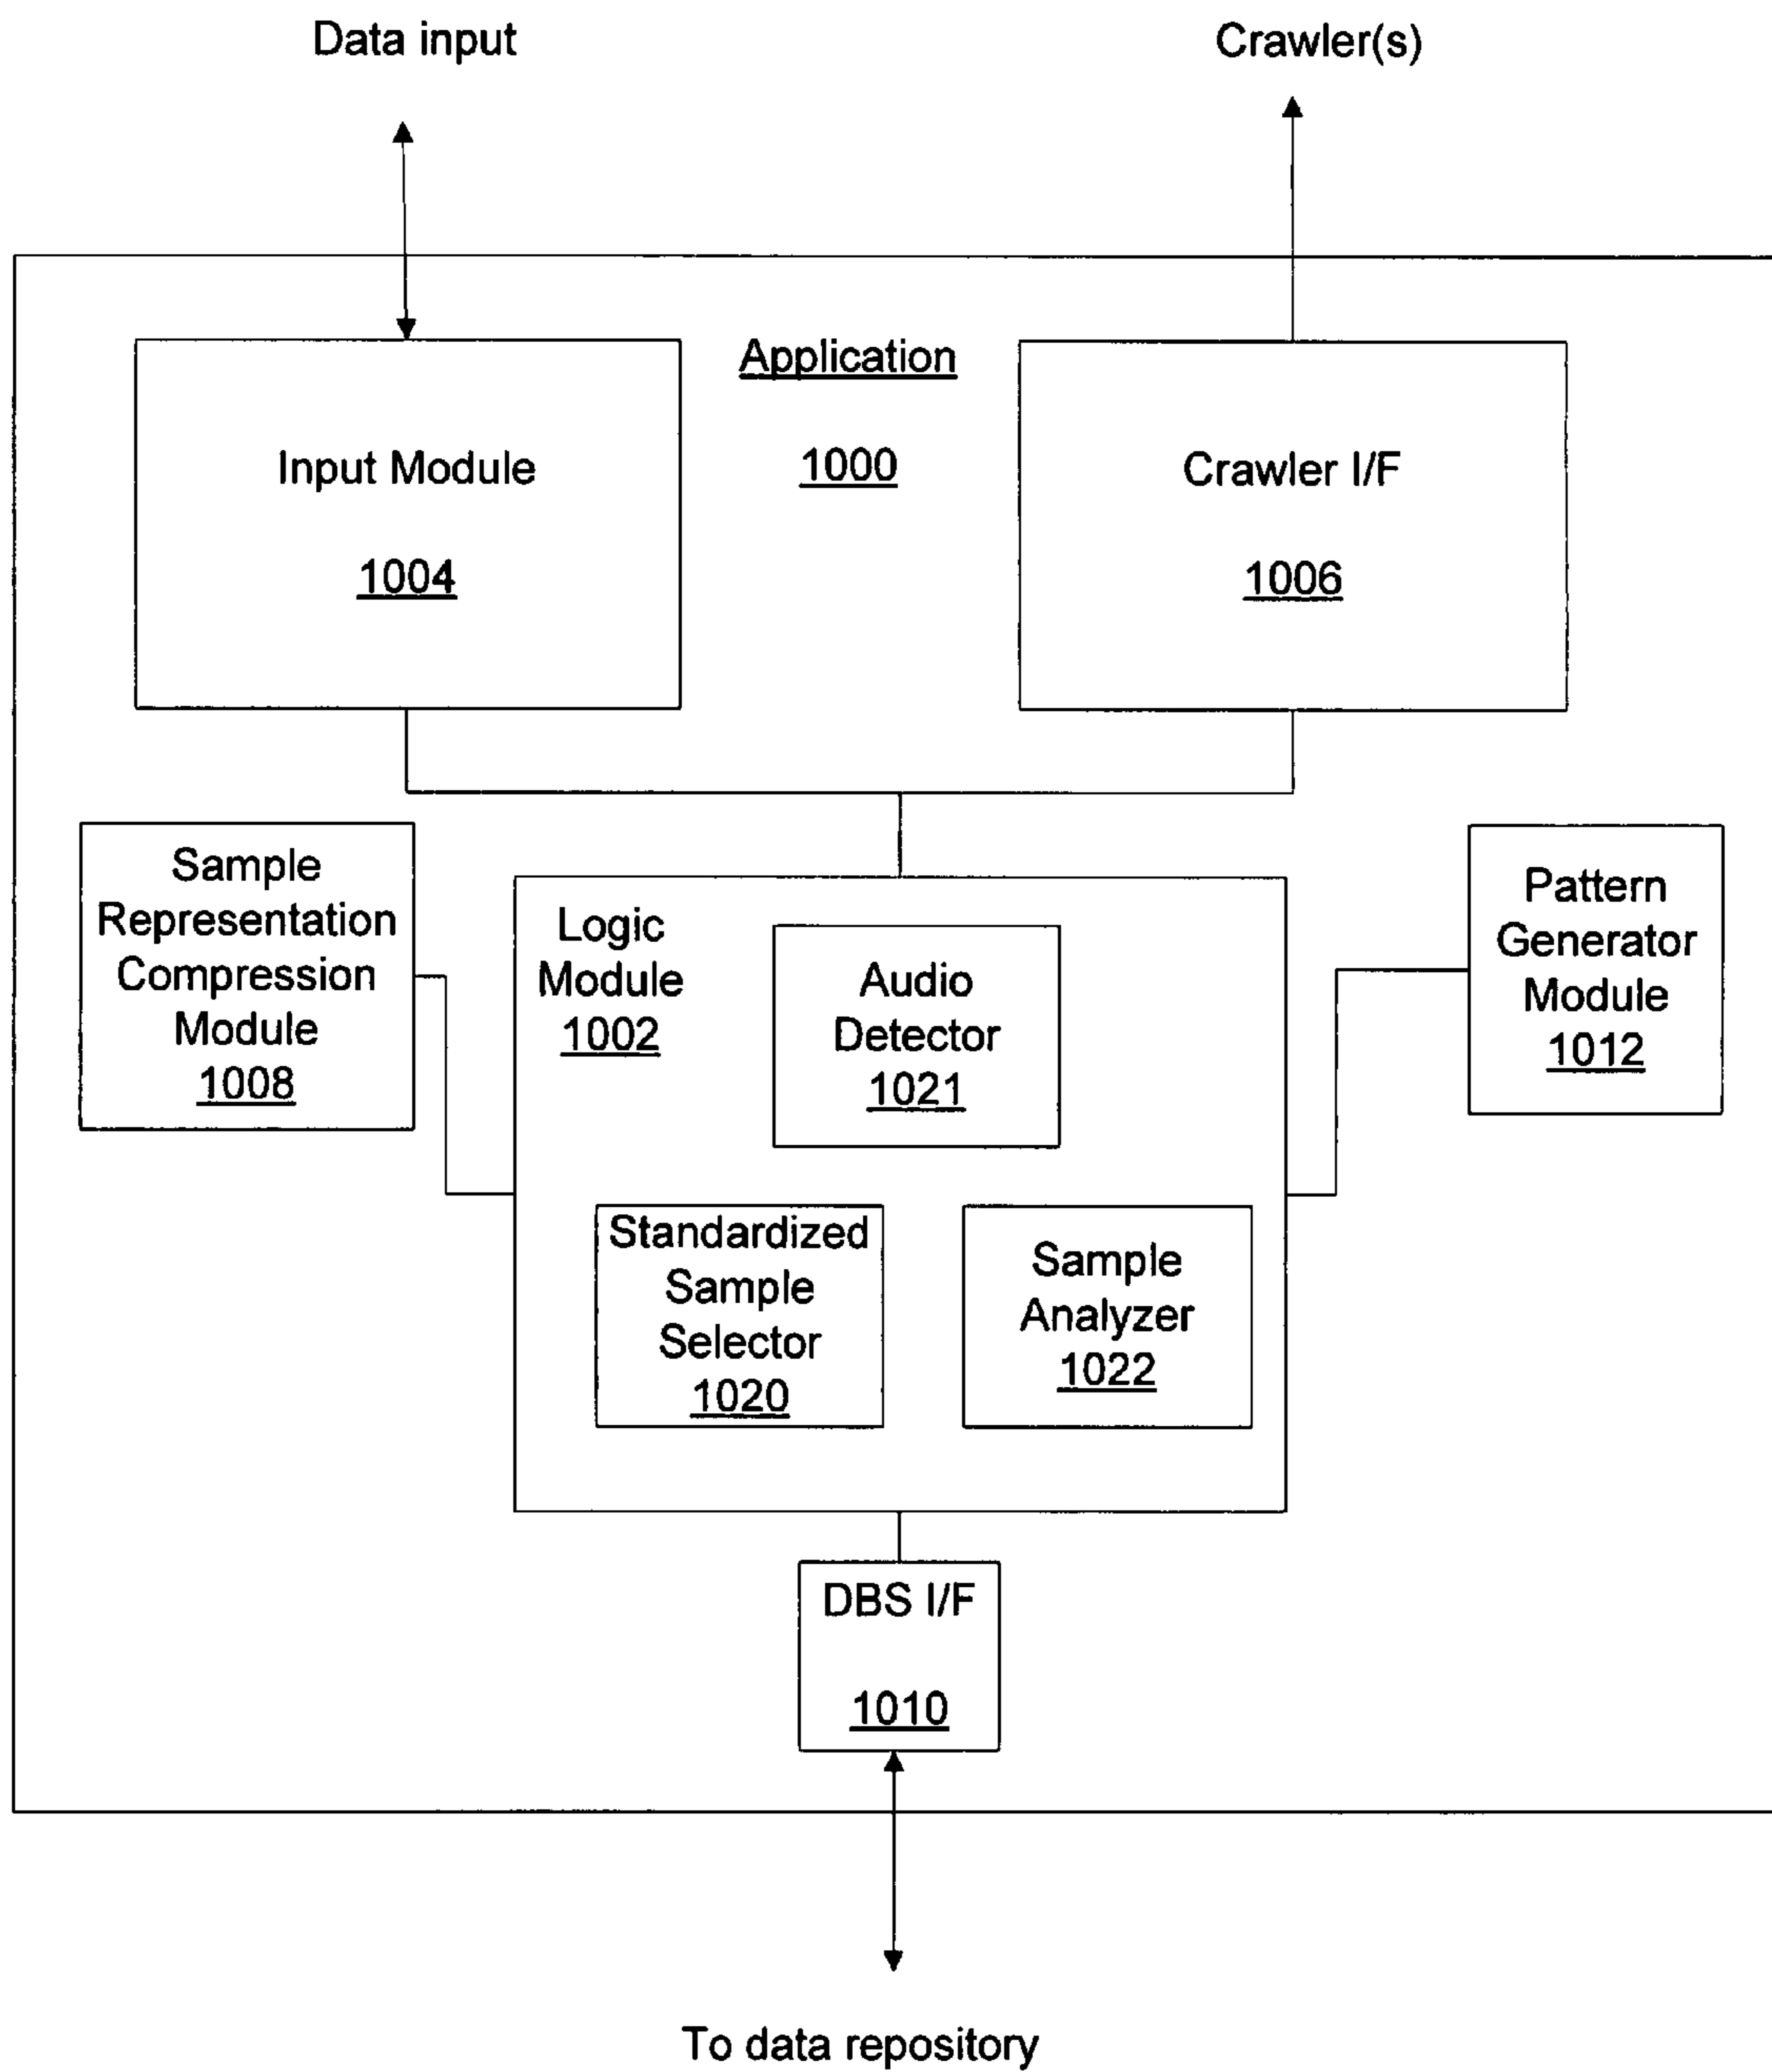 Data input
Crawler(s)
Application
1000
Input Module
1004
Crawler I/F
1006
Sample
Representation
Compression
Module
1008
Logic
Module
1002
Audio
Detector
1021
Pattern
Generator
Module
1012
Standardized
Sample
Selector
1020
Sample
Analyzer
1022
DBS I/F
1010
To data repository